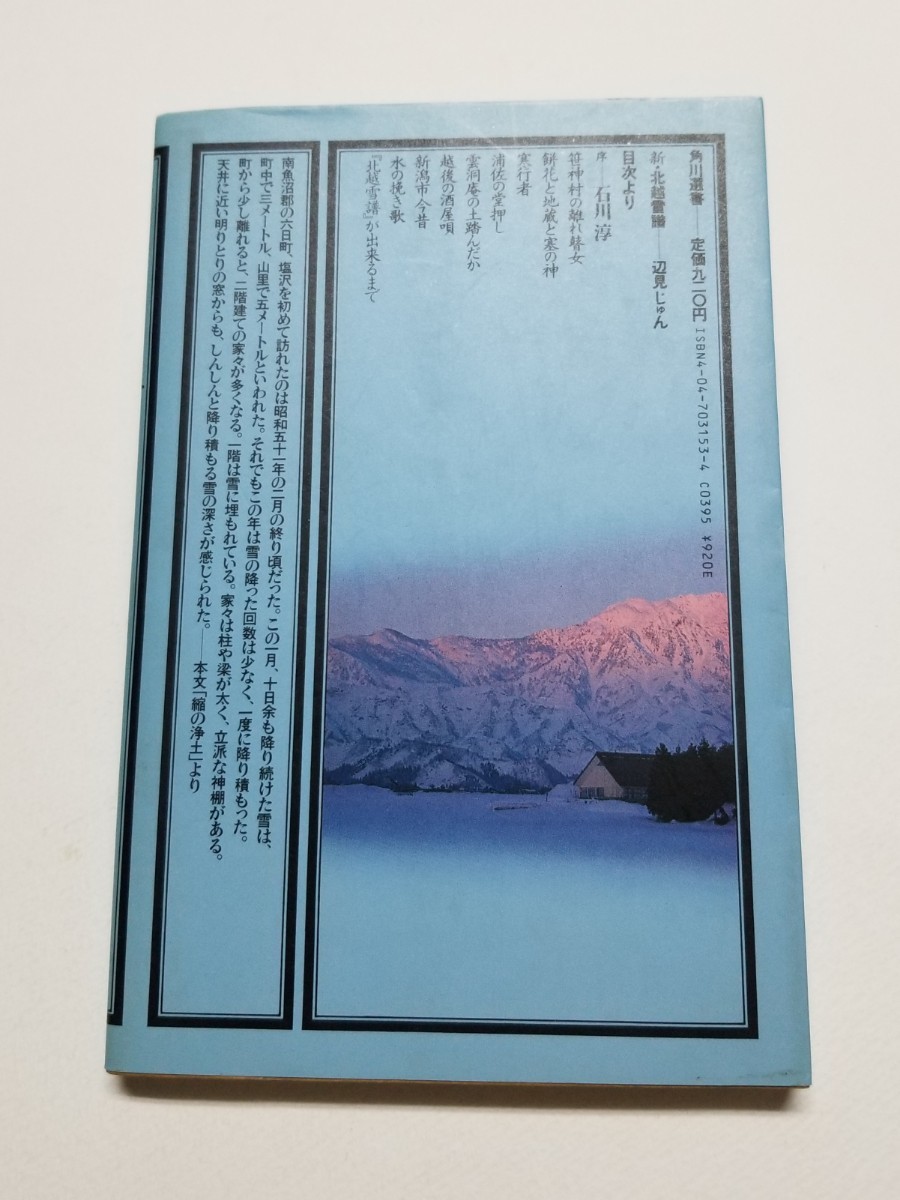 角川選書——定価九二〇円 ISBN4-04-703153-4 C0395 ¥920E
新・北越雪譜——辺見じゅん
目次より
序——石川 淳
笹神村の離れ瞽女
餅花と地蔵と塞の神
寒行者
浦佐の堂押し
雲洞庵の土踏んだか
越後の酒屋唄
新潟市今昔
木の挽き歌
『北越雪譜』が出来るまで
南魚沼郡の六日町、塩沢を初めて訪れたのは昭和五十一年の二月の終り頃だった。この一月、十日余も降り続けた雪は、
町中で三メートル、山里で五メートルといわれた。それでもこの年は雪の降った回数は少なく、一度に降り積もった。
町から少し離れると、二階建ての家々が多くなる。一階は雪に埋もれている。家々は柱や梁が太く、立派な神棚がある。
天井に近い明りとりの窓からも、しんしんと降り積もる雪の深さが感じられた。——本文「縮の浄土」より